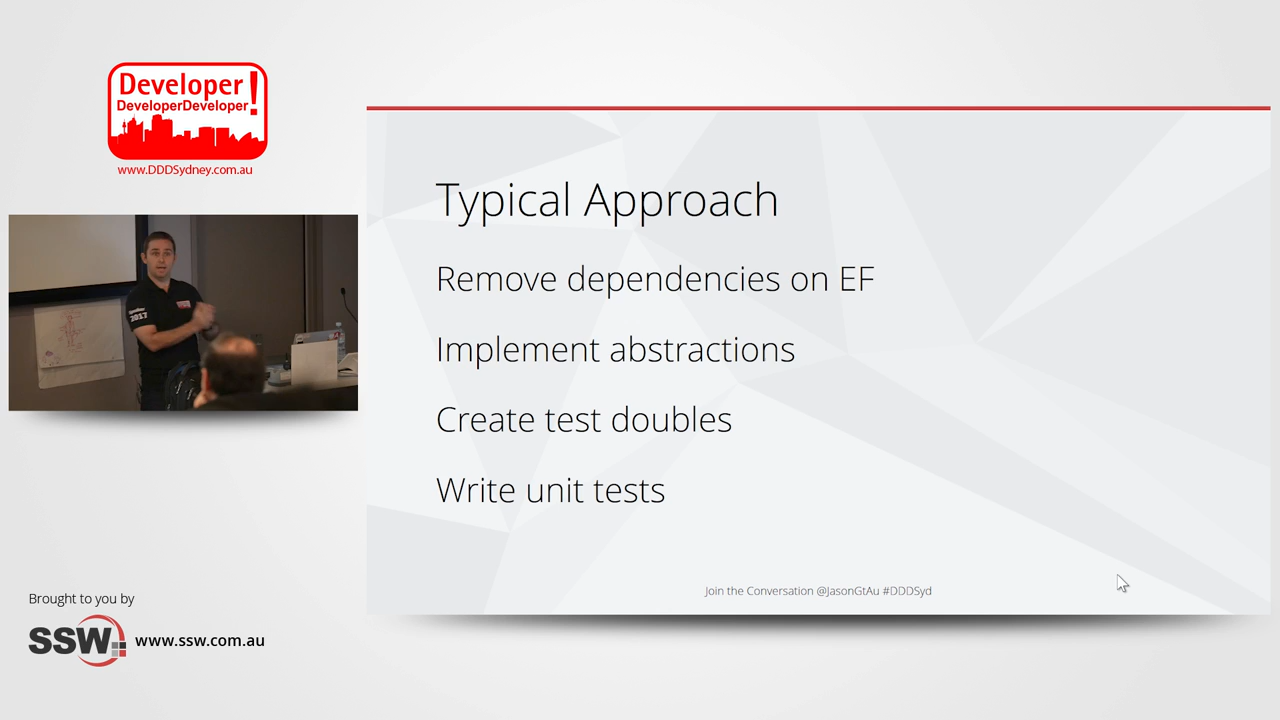 Developer!
DeveloperDeveloper
www.DDDSydney.com.au
2017
Typical Approach
Remove dependencies on EF
Implement abstractions
Create test doubles
Write unit tests
Join the Conversation @JasonGtAu #DDDSyd
Brought to you by
SSW
www.ssw.com.au